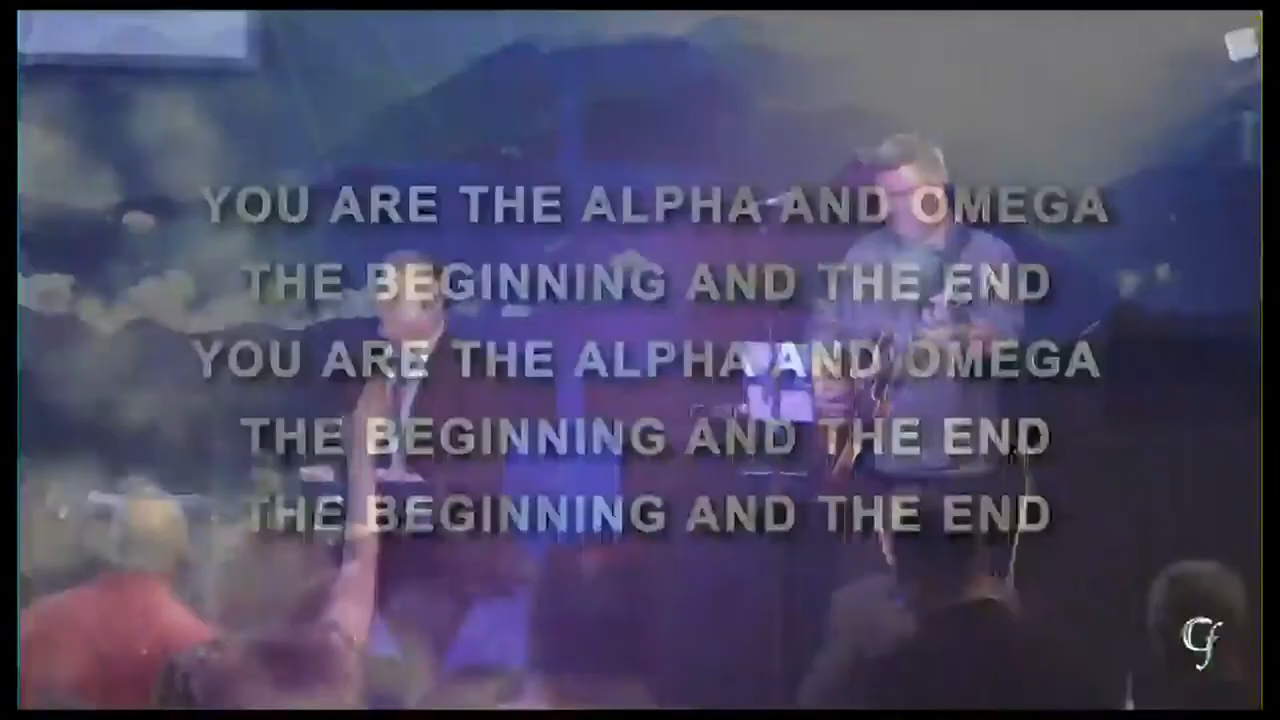 YOU ARE THE ALPHA AND OMEGA
THE BEGINNING AND THE END
YOU ARE THE ALPHA AND OMEGA
THE BEGINNING AND THE END
THE BEGINNING AND THE END
Cf